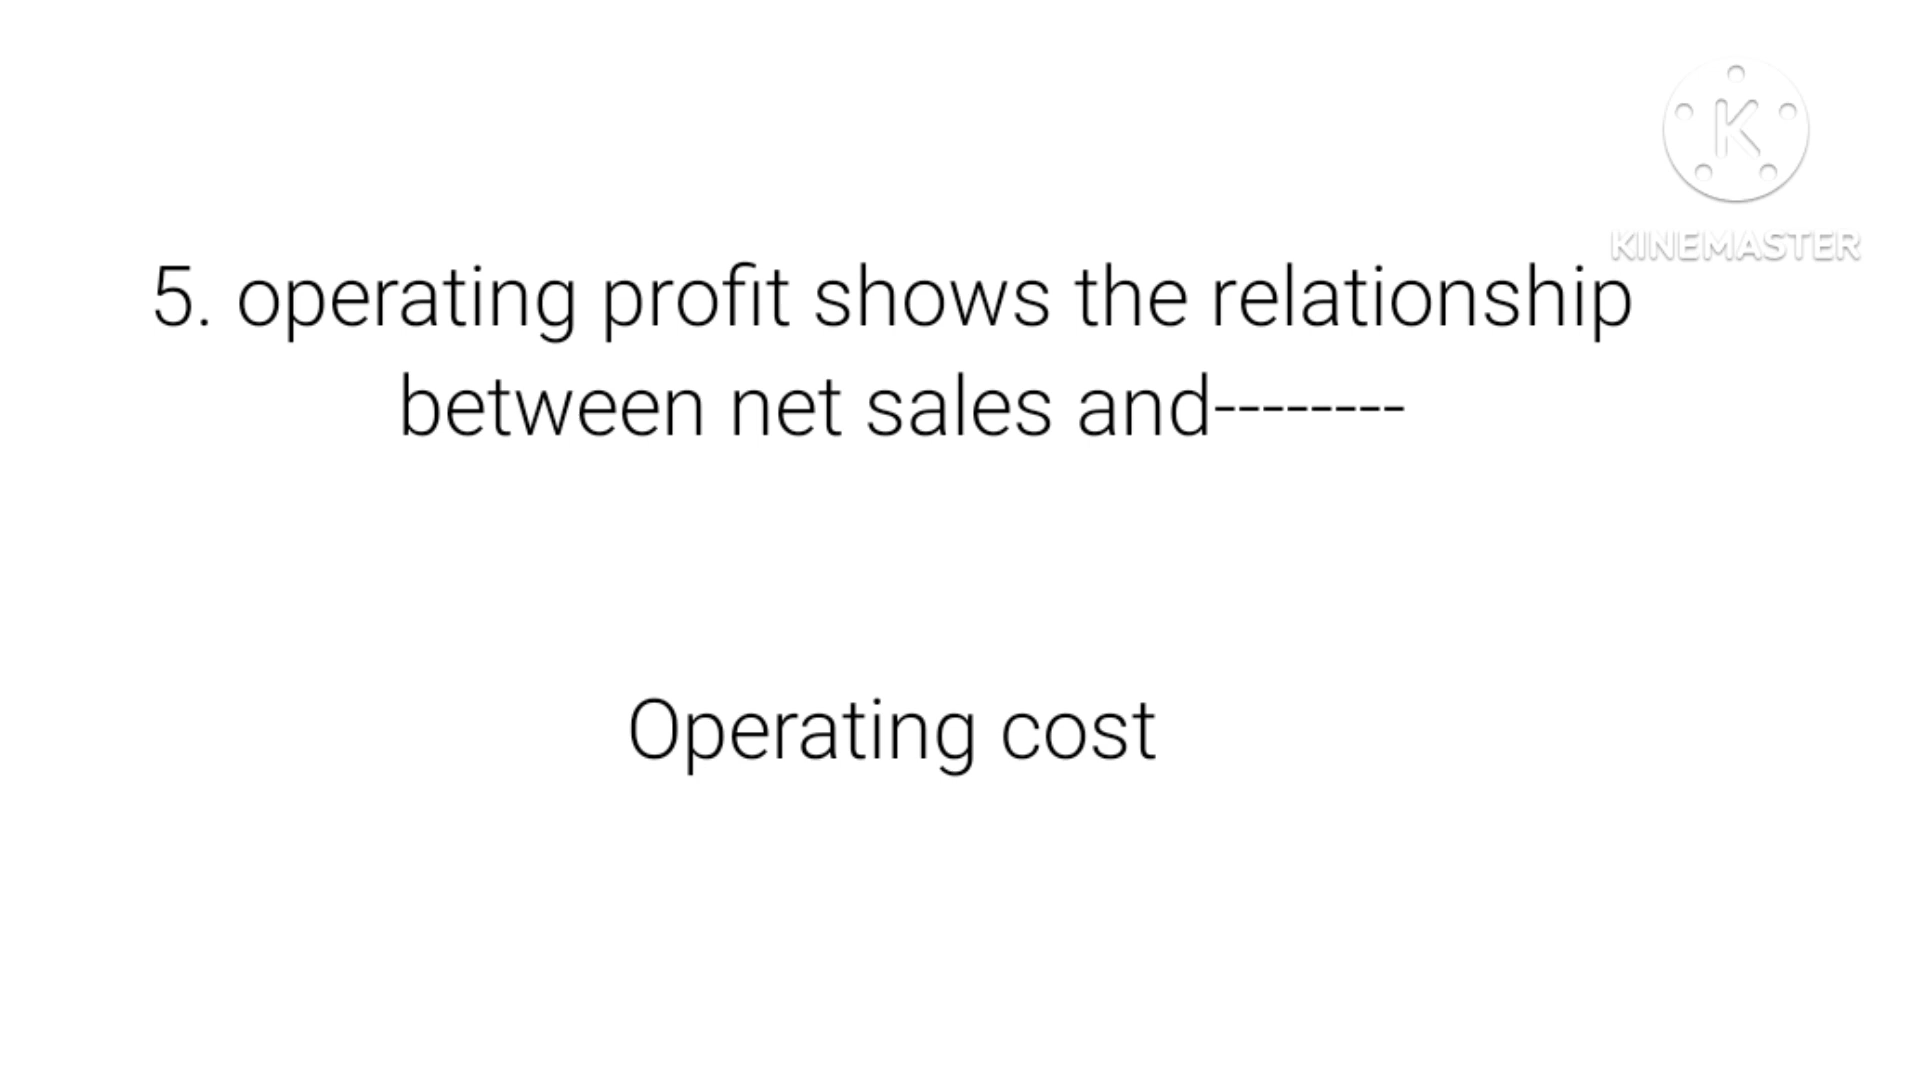 K
KINEMASTER
5. operating profit shows the relationship
between net sales and--------
Operating cost